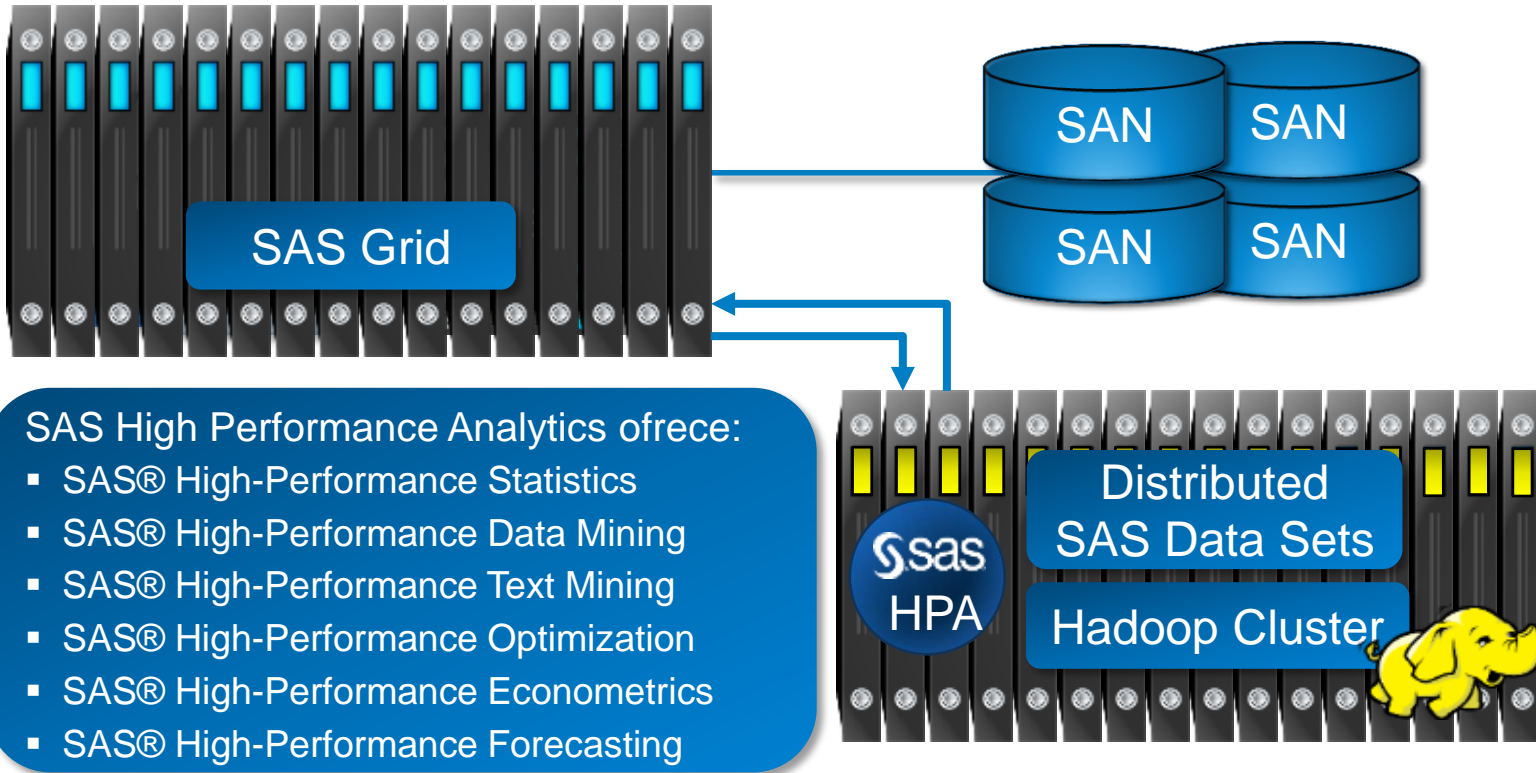 SAS Grid
SAN
SAN
SAN
SAN
SAS High Performance Analytics ofrece:
▪ SAS® High-Performance Statistics
▪ SAS® High-Performance Data Mining
▪ SAS® High-Performance Text Mining
▪ SAS® High-Performance Optimization
▪ SAS® High-Performance Econometrics
▪ SAS® High-Performance Forecasting
sas
HPA
Distributed
SAS Data Sets
Hadoop Cluster